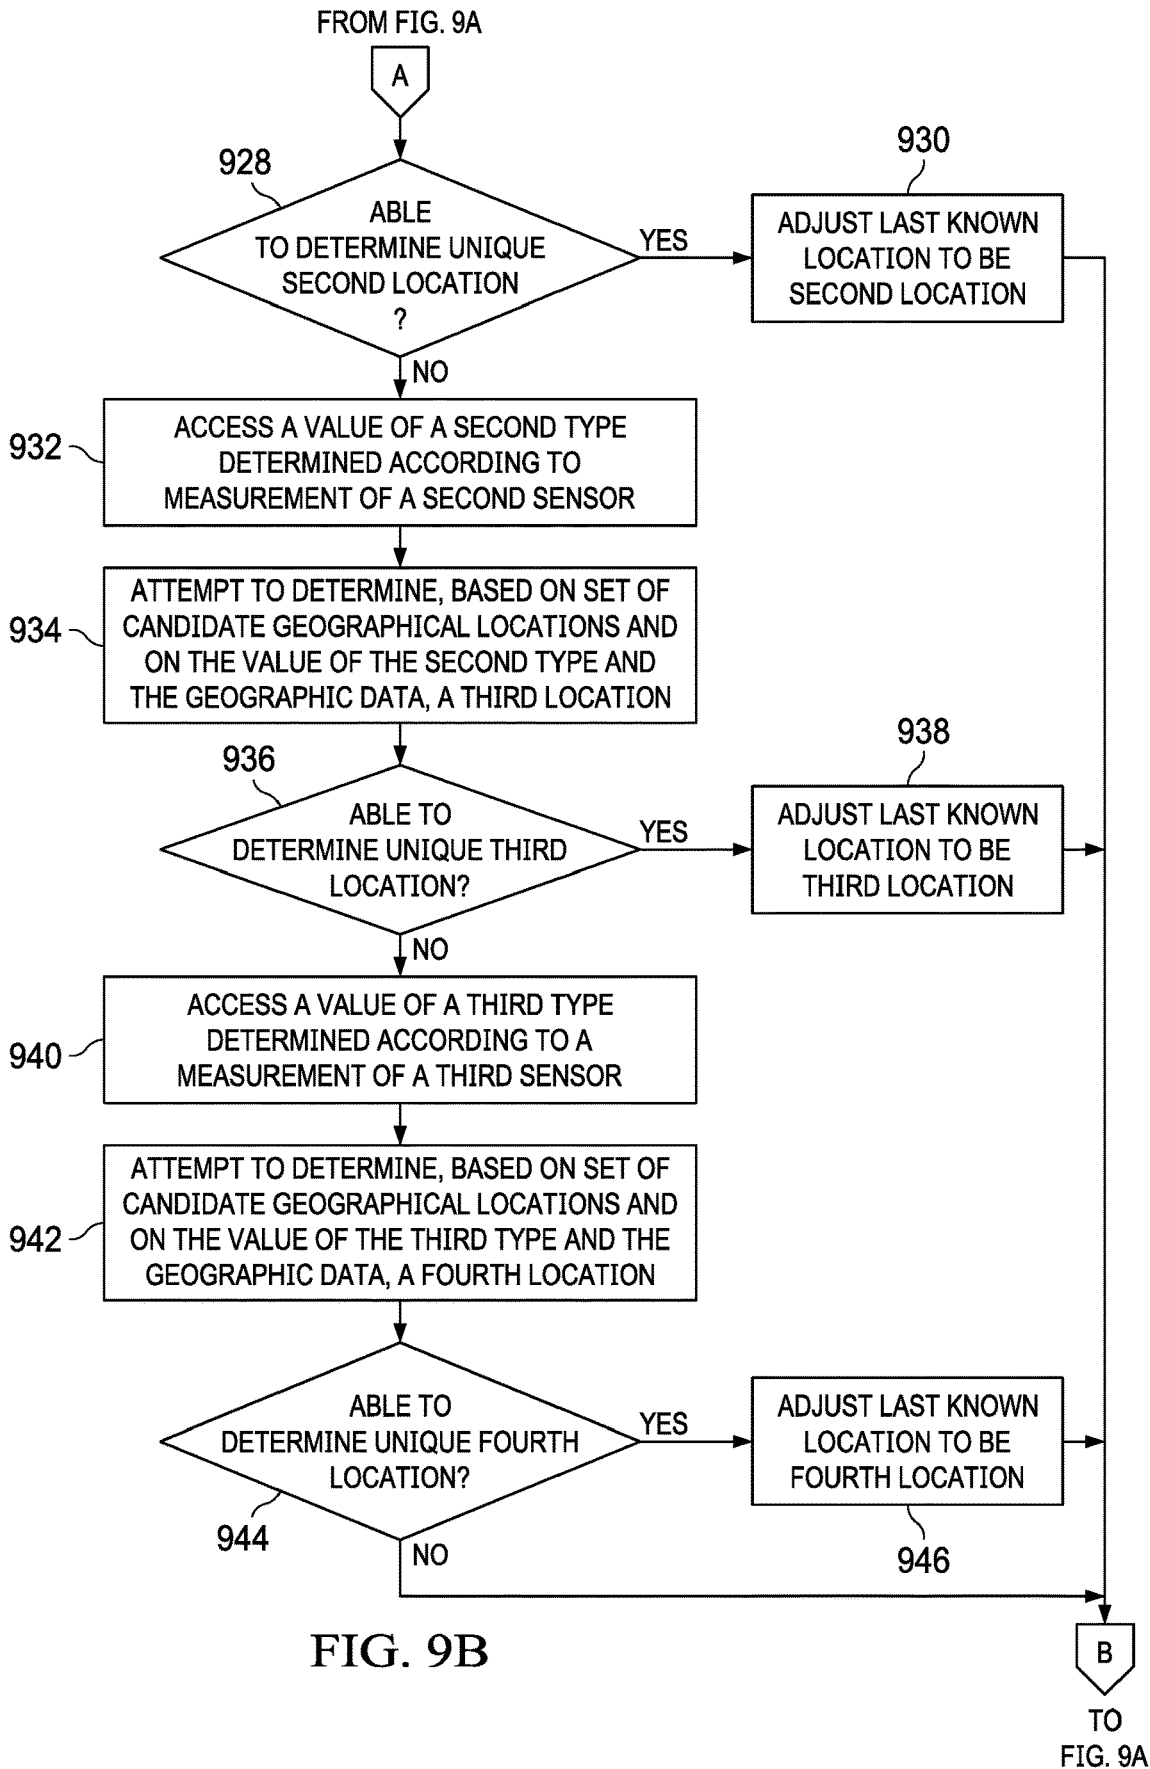 FROM FIG. 9A
A
928
ABLE
TO DETERMINE UNIQUE
SECOND LOCATION
?
YES
930
ADJUST LAST KNOWN
LOCATION TO BE
SECOND LOCATION
NO
932
ACCESS A VALUE OF A SECOND TYPE
DETERMINED ACCORDING TO
MEASUREMENT OF A SECOND SENSOR
934
ATTEMPT TO DETERMINE, BASED ON SET OF
CANDIDATE GEOGRAPHICAL LOCATIONS AND
ON THE VALUE OF THE SECOND TYPE AND
THE GEOGRAPHIC DATA, A THIRD LOCATION
936
ABLE TO
DETERMINE UNIQUE THIRD
LOCATION?
YES
938
ADJUST LAST KNOWN
LOCATION TO BE
THIRD LOCATION
NO
940
ACCESS A VALUE OF A THIRD TYPE
DETERMINED ACCORDING TO A
MEASUREMENT OF A THIRD SENSOR
942
ATTEMPT TO DETERMINE, BASED ON SET OF
CANDIDATE GEOGRAPHICAL LOCATIONS AND
ON THE VALUE OF THE THIRD TYPE AND THE
GEOGRAPHIC DATA, A FOURTH LOCATION
ABLE TO
DETERMINE UNIQUE FOURTH
LOCATION?
944
YES
ADJUST LAST KNOWN
LOCATION TO BE
FOURTH LOCATION
946
NO
FIG. 9B
B
TO
FIG. 9A